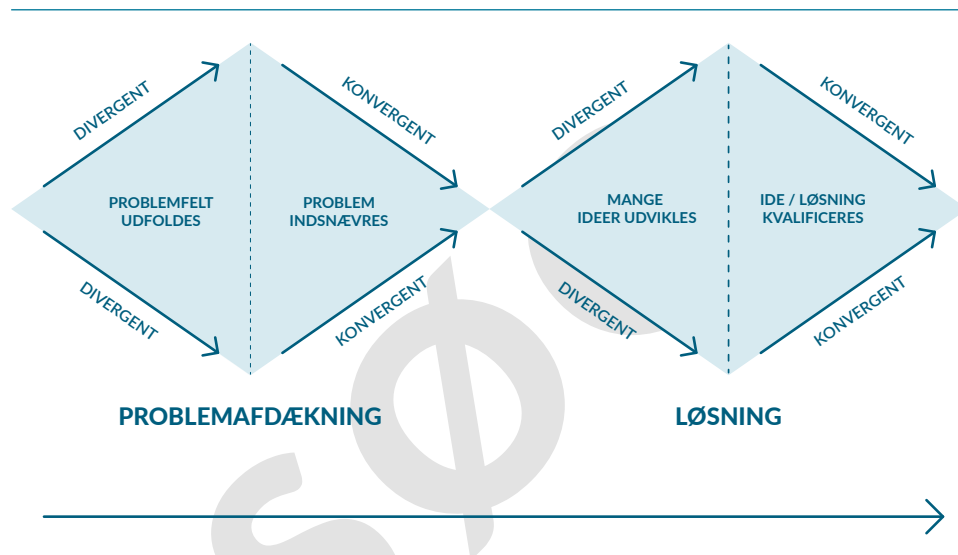 DIVERGENT
KONVERGENT
DIVERGENT
KONVERGENT
PROBLEMFELT
UDFOLDES
PROBLEM
INDSNÆVRES
MANGE
IDEER UDVIKLES
IDE / LØSNING
KVALIFICERES
DIVERGENT
KONVERGENT
DIVERGENT
KONVERGENT
PROBLEMAFDÆKNING
LØSNING